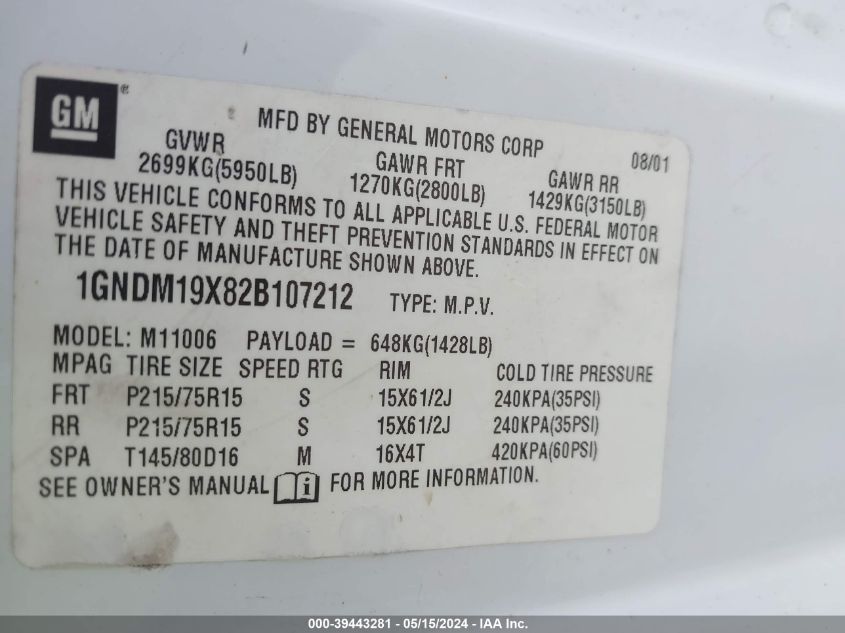 GM ®
MFD BY GENERAL MOTORS CORP 08/01
GVWR GAWR FRT GAWR RR
2699KG(5950LB) 1270KG(2800LB) 1429KG(3150LB)
THIS VEHICLE CONFORMS TO ALL APPLICABLE U.S. FEDERAL MOTOR
VEHICLE SAFETY AND THEFT PREVENTION STANDARDS IN EFFECT ON
THE DATE OF MANUFACTURE SHOWN ABOVE.
1GNDM19X82B107212 TYPE: M.P.V.
MODEL: M11006 PAYLOAD = 648KG(1428LB)
MPAG TIRE SIZE SPEED RTG RIM COLD TIRE PRESSURE
FRT P215/75R15 S 15X61/2J 240KPA(35PSI)
RR P215/75R15 S 15X61/2J 240KPA(35PSI)
SPA T145/80D16 M 16X4T 420KPA(60PSI)
SEE OWNER'S MANUAL i FOR MORE INFORMATION.
000-39443281 - 05/15/2024 - IAA Inc.